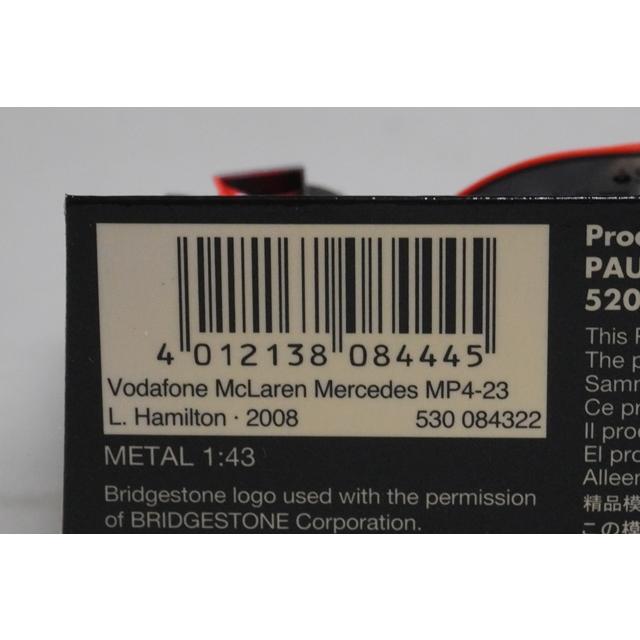 4 012138 084445
Vodafone McLaren Mercedes MP4-23
L. Hamilton · 2008 530 084322
METAL 1:43
Bridgestone logo used with the permission
of BRIDGESTONE Corporation.
PAU
520
This
The p
Samm
Ce pr
Il prod
El pro
Alleen
精品模
この模